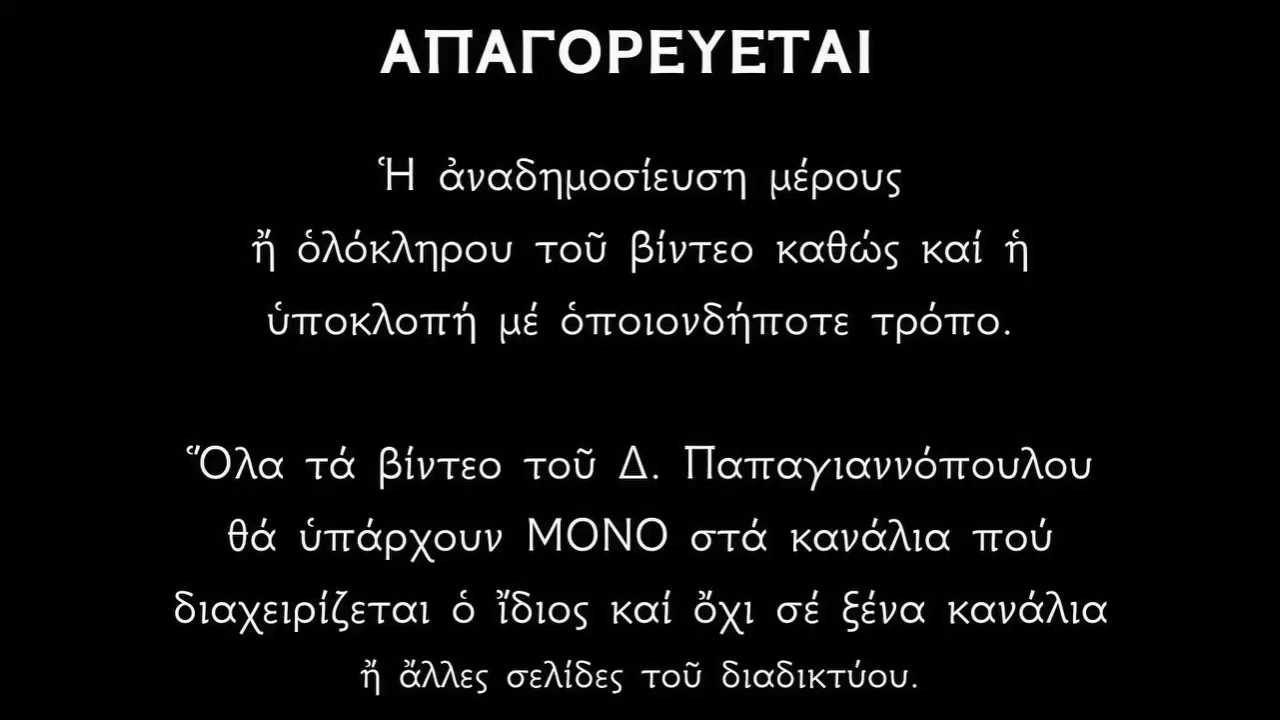 ΑΠΑΓΟΡΕΥΕΤΑΙ
Ἡ ἀναδημοσίευση μέρους
ἤ ὁλόκληρου τοῦ βίντεο καθώς καί ἡ
ὑποκλοπή μέ ὁποιονδήποτε τρόπο.
Ὅλα τά βίντεο τοῦ Δ. Παπαγιαννόπουλου
θά ὑπάρχουν ΜΟΝΟ στά κανάλια πού
διαχειρίζεται ὁ ἴδιος καί ὄχι σέ ξένα κανάλια
ἤ ἄλλες σελίδες τοῦ διαδικτύου.